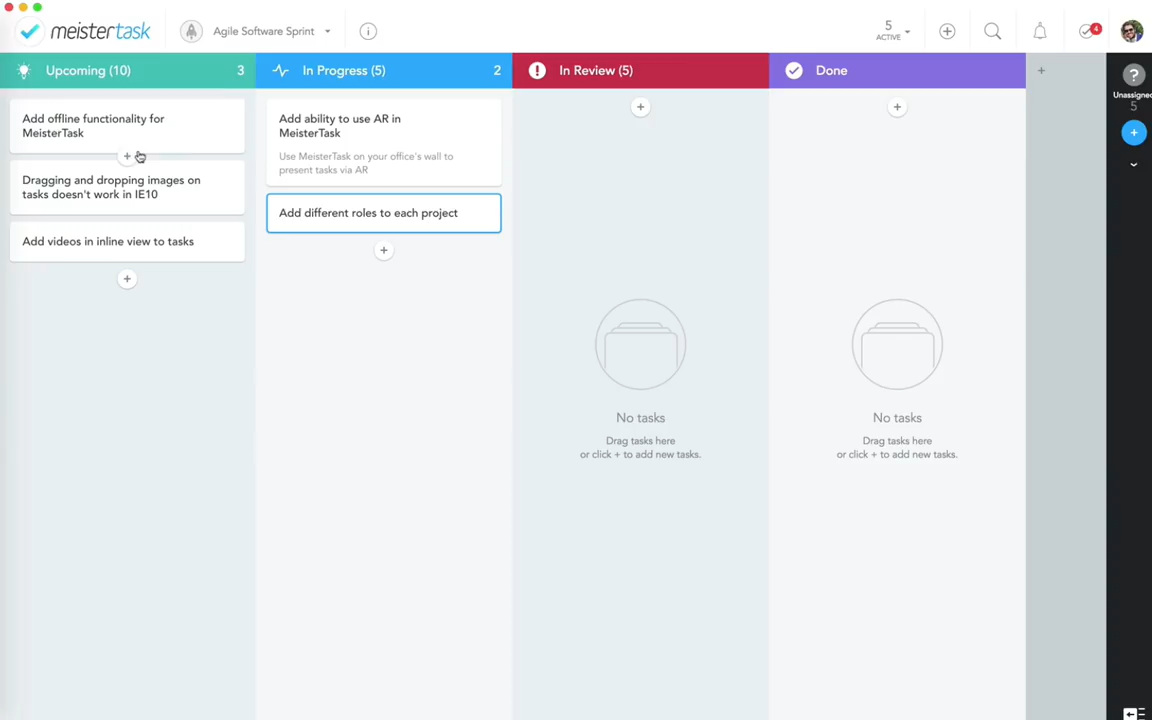 meistertask
Agile Software Sprint
5
ACTIVE
4
Upcoming (10) 3
In Progress (5) 2
In Review (5)
Done
Add offline functionality for
MeisterTask
Dragging and dropping images on
tasks doesn't work in IE10
Add videos in inline view to tasks
Add ability to use AR in
MeisterTask
Use MeisterTask on your office's wall to
present tasks via AR
Add different roles to each project
No tasks
Drag tasks here
or click + to add new tasks.
No tasks
Drag tasks here
or click + to add new tasks.
Unassigned
5